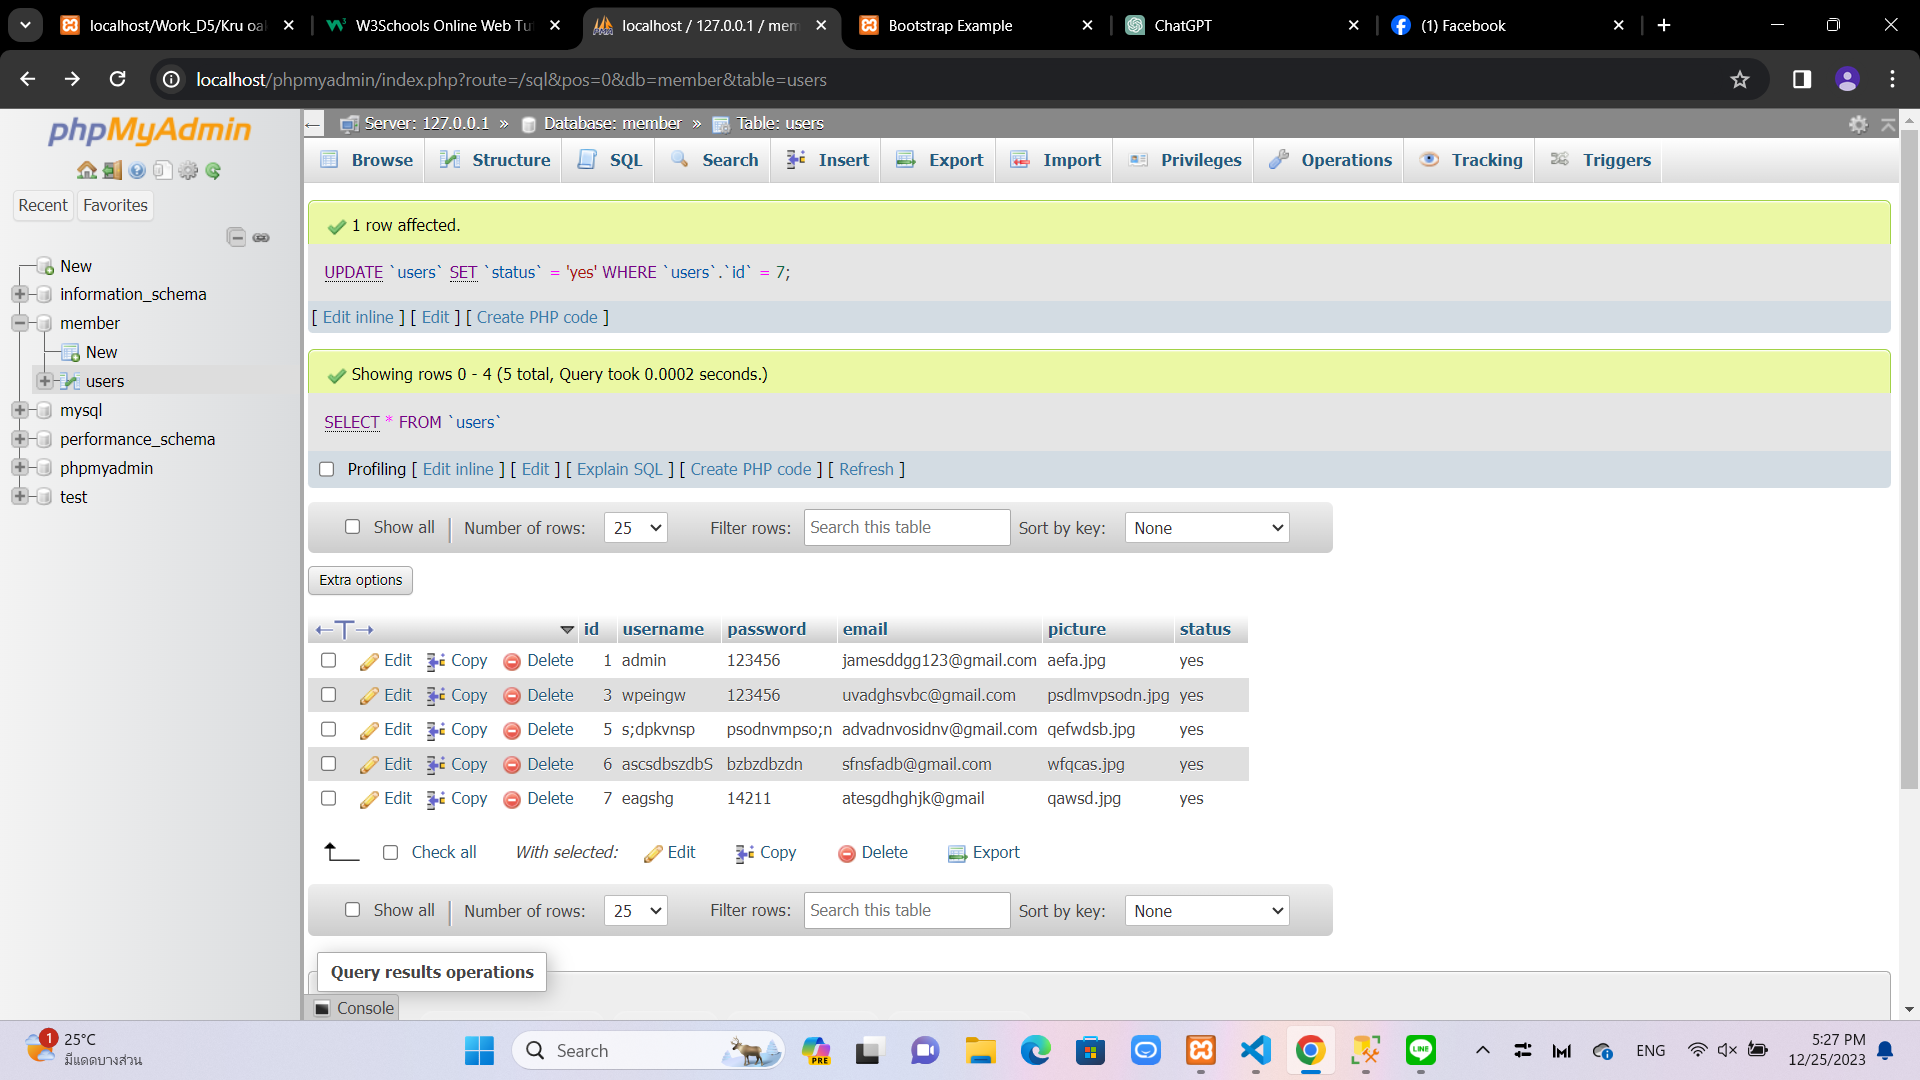 localhost/Work_D5/Kru oa
W3Schools Online Web Tu
localhost / 127.0.0.1 / mem
Bootstrap Example
ChatGPT
(1) Facebook
localhost/phpmyadmin/index.php?route=/sql&pos=0&db=member&table=users
phpMyAdmin
Recent Favorites
New
information_schema
member
New
users
mysql
performance_schema
phpmyadmin
test
Server: 127.0.0.1 » Database: member » Table: users
Browse Structure SQL Search Insert Export Import Privileges Operations Tracking Triggers
1 row affected.
UPDATE `users` SET `status` = 'yes' WHERE `users`.`id` = 7;
[ Edit inline ] [ Edit ] [ Create PHP code ]
Showing rows 0 - 4 (5 total, Query took 0.0002 seconds.)
SELECT * FROM `users`
Profiling [ Edit inline ] [ Edit ] [ Explain SQL ] [ Create PHP code ] [ Refresh ]
Show all | Number of rows: 25 Filter rows: Search this table Sort by key: None
Extra options
←T→ id username password email picture status
Edit Copy Delete 1 admin 123456 jamesddgg123@gmail.com aefa.jpg yes
Edit Copy Delete 3 wpeingw 123456 uvadghsvbc@gmail.com psdlmvpsodn.jpg yes
Edit Copy Delete 5 s;dpkvnsp psodnvmpso;n advadnvosidnv@gmail.com qefwdsb.jpg yes
Edit Copy Delete 6 ascsdbszdbS bzbzdbzdn sfnsfadb@gmail.com wfqcas.jpg yes
Edit Copy Delete 7 eagshg 14211 atesgdhghjk@gmail qawsd.jpg yes
Check all With selected: Edit Copy Delete Export
Show all | Number of rows: 25 Filter rows: Search this table Sort by key: None
Query results operations
Console
1
25°C
มีแดดบางส่วน
Search
PRE
LINE
ENG
5:27 PM
12/25/2023